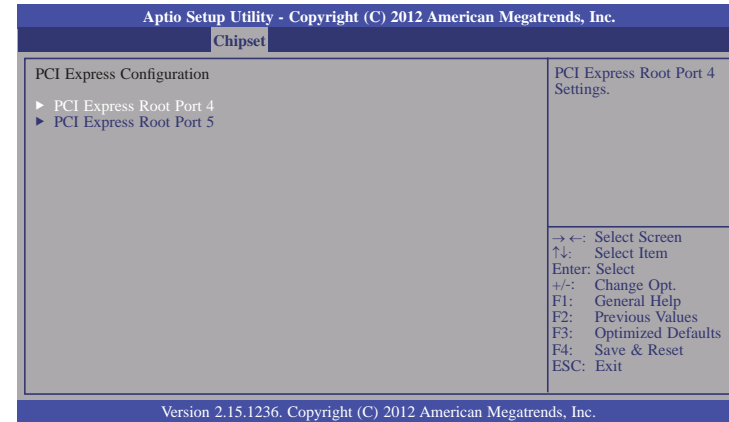 Aptio Setup Utility - Copyright (C) 2012 American Megatrends, Inc.
Chipset
PCI Express Configuration
► PCI Express Root Port 4
► PCI Express Root Port 5
PCI Express Root Port 4
Settings.
→←: Select Screen
↑↓: Select Item
Enter: Select
+/-: Change Opt.
F1: General Help
F2: Previous Values
F3: Optimized Defaults
F4: Save & Reset
ESC: Exit
Version 2.15.1236. Copyright (C) 2012 American Megatrends, Inc.